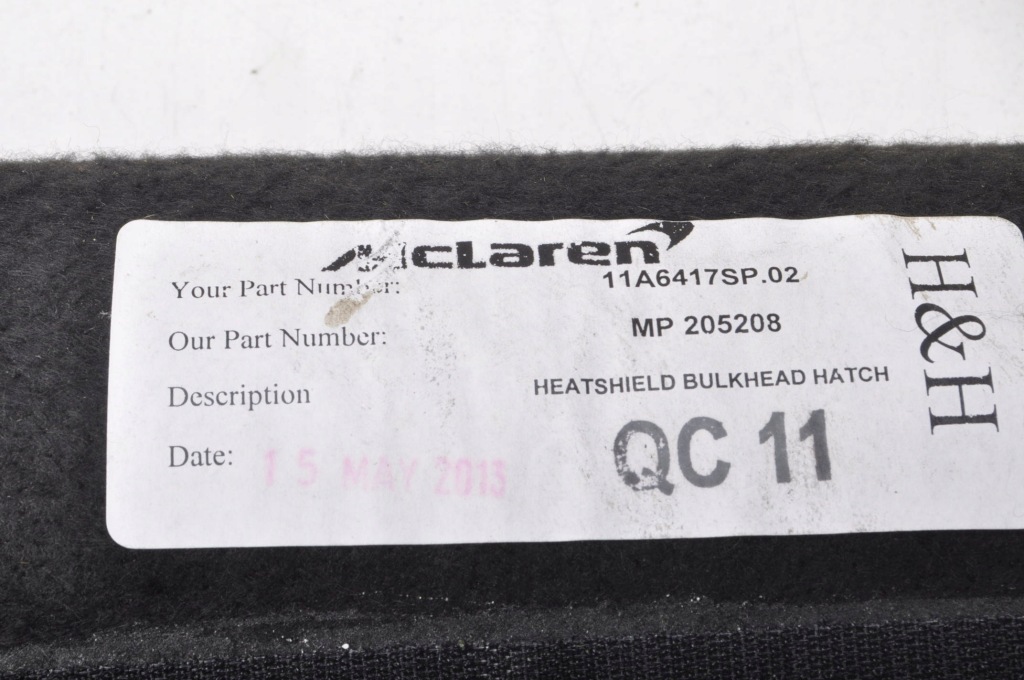 McLaren
Your Part Number: 11A6417SP.02
Our Part Number: MP 205208
Description HEATSHIELD BULKHEAD HATCH
Date: 15 MAY 2013
QC 11
H&H